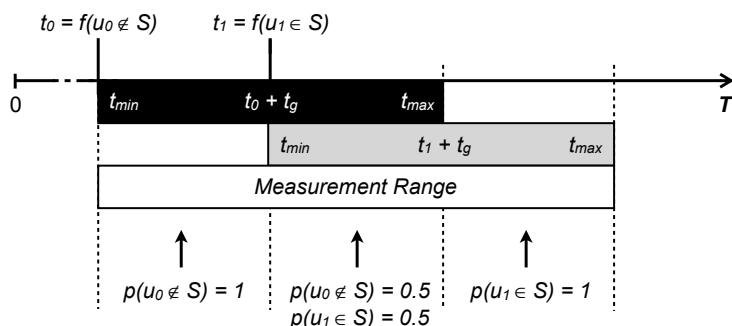 t0 = f(u0 ∉ S) t1 = f(u1 ∈ S)
0 T
tmin t0 + tg tmax
tmin t1 + tg tmax
Measurement Range
p(u0 ∉ S) = 1 p(u0 ∉ S) = 0.5 p(u1 ∈ S) = 1
p(u1 ∈ S) = 0.5